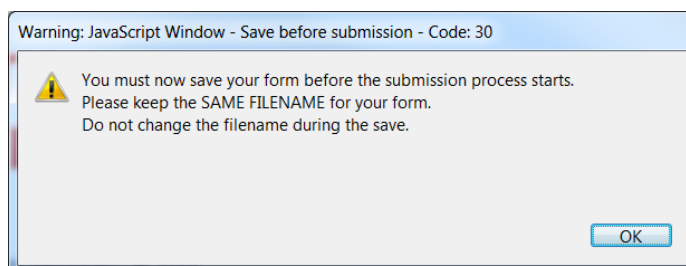 Warning: JavaScript Window - Save before submission - Code: 30
You must now save your form before the submission process starts.
Please keep the SAME FILENAME for your form.
Do not change the filename during the save.
OK